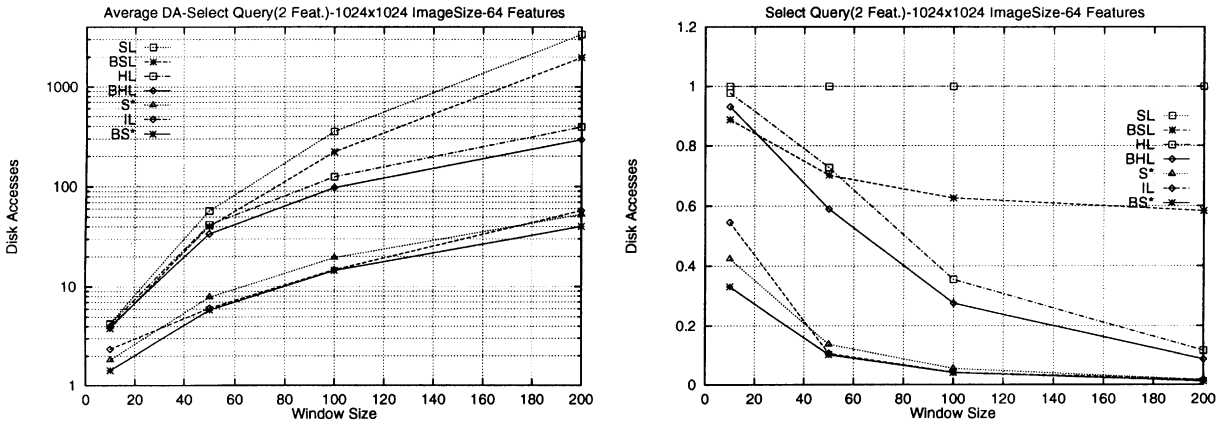 Average DA-Select Query(2 Feat.)-1024x1024 ImageSize-64 Features
Disk Accesses
1000
100
10
1
SL
BSL
HL
BHL
S*
IL
BS*
0 20 40 60 80 100 120 140 160 180 200
Window Size
Select Query(2 Feat.)-1024x1024 ImageSize-64 Features
Disk Accesses
1.2
1
0.8
0.6
0.4
0.2
0
SL
BSL
HL
BHL
S*
IL
BS*
0 20 40 60 80 100 120 140 160 180 200
Window Size